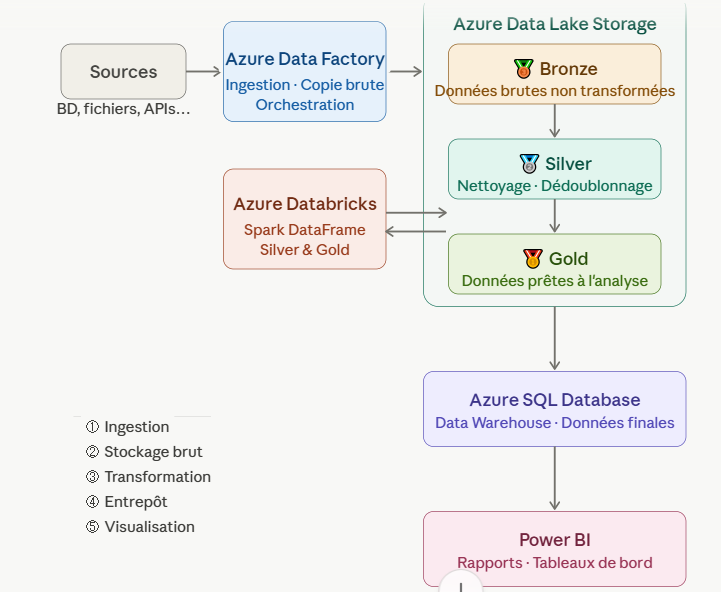 Azure Data Lake Storage
Sources
BD, fichiers, APIs...
Azure Data Factory
Ingestion · Copie brute
Orchestration
🥉 Bronze
Données brutes non transformées
🥈 Silver
Nettoyage · Dédoublonnage
🥇 Gold
Données prêtes à l'analyse
Azure Databricks
Spark DataFrame
Silver & Gold
Azure SQL Database
Data Warehouse · Données finales
Power BI
Rapports · Tableaux de bord
① Ingestion
② Stockage brut
③ Transformation
④ Entrepôt
⑤ Visualisation